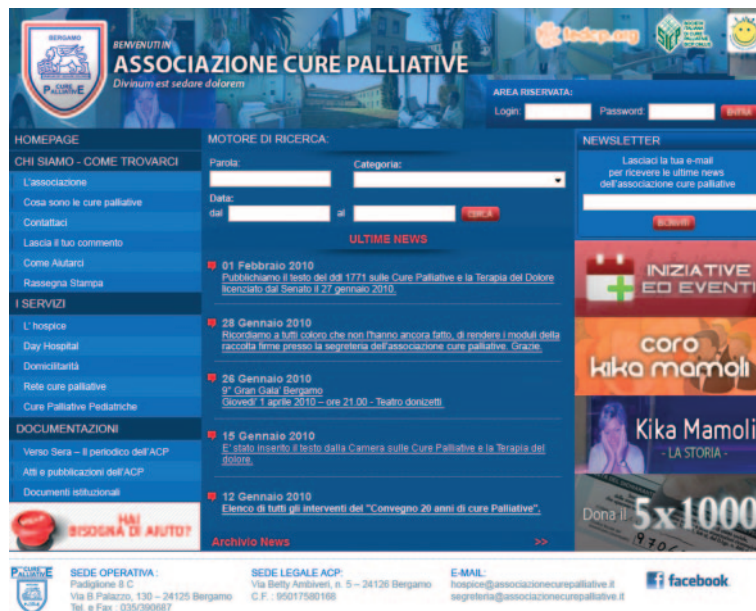 BERGAMO
CURE
PALLIATIVE
BENVENUTI IN
ASSOCIAZIONE CURE PALLIATIVE
Divinum est sedare dolorem
fedcp.org
SICP
AREA RISERVATA:
Login:
Password:
ENTRA
HOMEPAGE
CHI SIAMO - COME TROVARCI
L'associazione
Cosa sono le cure palliative
Contattaci
Lascia il tuo commento
Come Aiutarci
Rassegna Stampa
I SERVIZI
L' hospice
Day Hospital
Domicilitarità
Rete cure palliative
Cure Palliative Pediatriche
DOCUMENTAZIONI
Verso Sera – Il periodico dell'ACP
Atti e pubblicazioni dell'ACP
Documenti istituzionali
HAI
BISOGNA DI AIUTO?
MOTORE DI RICERCA:
Parola:
Categoria:
Data:
dal
al
CERCA
ULTIME NEWS
01 Febbraio 2010
Pubblichiamo il testo del ddl 1771 sulle Cure Palliative e la Terapia del Dolore
licenziato dal Senato il 27 gennaio 2010.
28 Gennaio 2010
Ricordiamo a tutti coloro che non l'hanno ancora fatto, di rendere i moduli della
raccolta firme presso la segreteria dell'associazione cure palliative. Grazie.
26 Gennaio 2010
9° Gran Gala' Bergamo
Giovedi' 1 aprile 2010 – ore 21.00 - Teatro donizetti.
15 Gennaio 2010
E' stato inserito il testo dalla Camera sulle Cure Palliative e la Terapia del
dolore.
12 Gennaio 2010
Elenco di tutti gli interventi del "Convegno 20 anni di cure Palliative".
Archivio News
>>
NEWSLETTER
Lasciaci la tua e-mail
per ricevere le ultime news
dell'associazione cure palliative
ISCRIVITI
INIZIATIVE
ED EVENTI
coro
kika mamoli
Kika Mamoli
- LA STORIA -
Dona il 5x1000
CURE
PALLIATIVE
SEDE OPERATIVA :
Padiglione 8 C
Via B.Palazzo, 130 – 24125 Bergamo
Tel. e Fax : 035/390687
SEDE LEGALE ACP:
Via Betty Ambiveri, n. 5 – 24126 Bergamo
C.F. : 95017580168
E-MAIL:
hospice@associazionecurepalliative.it
segreteria@associazionecurepalliative.it
facebook